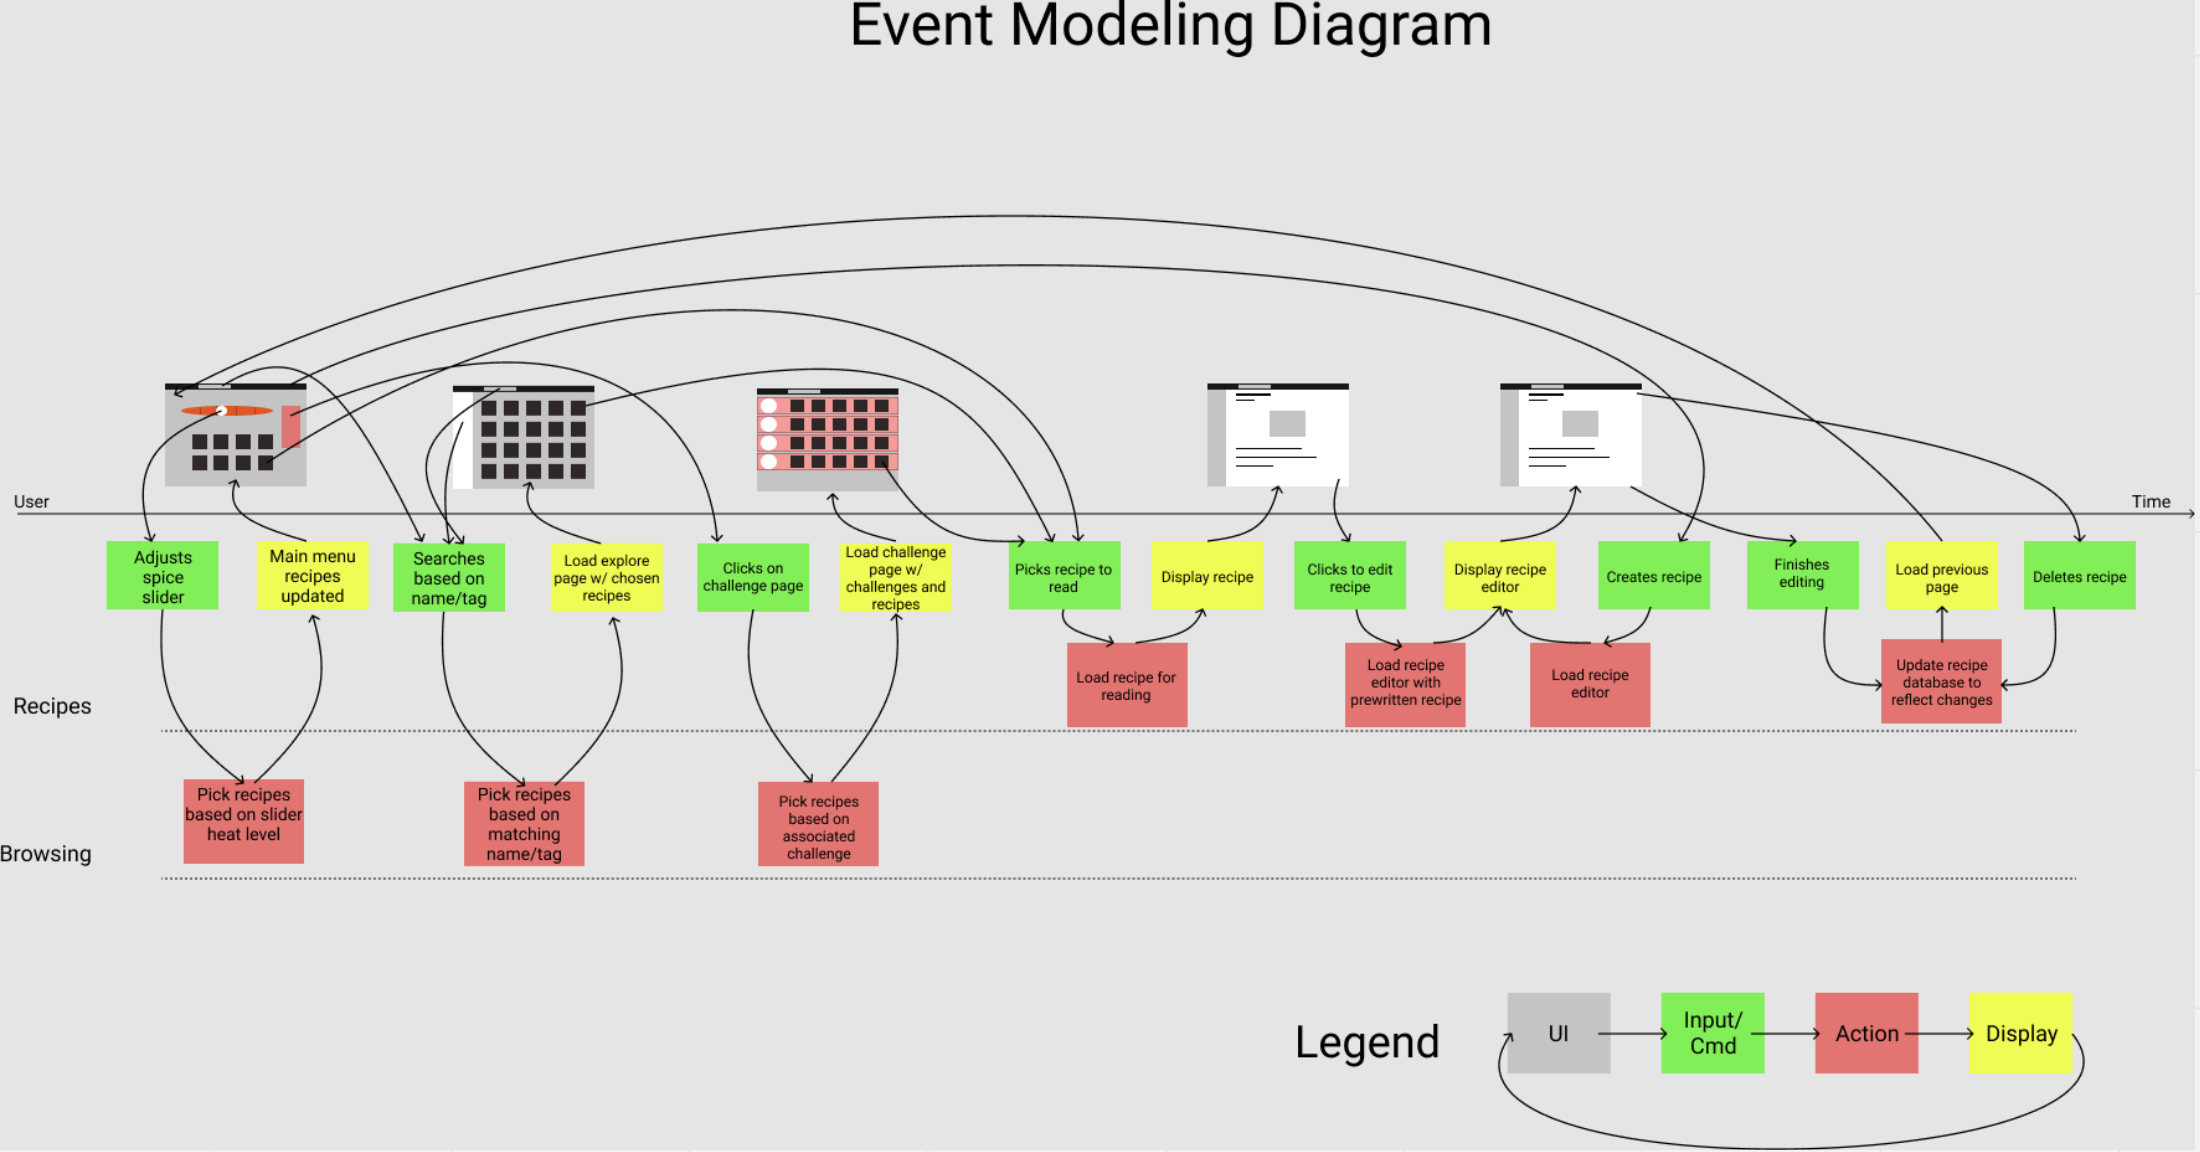 Event Modeling Diagram
User
Time
Adjusts
spice
slider
Main menu
recipes
updated
Searches
based on
name/tag
Load explore
page w/ chosen
recipes
Clicks on
challenge page
Load challenge
page w/
challenges and
recipes
Picks recipe to
read
Display recipe
Clicks to edit
recipe
Display recipe
editor
Creates recipe
Finishes
editing
Load previous
page
Deletes recipe
Recipes
Load recipe for
reading
Load recipe
editor with
prewritten recipe
Load recipe
editor
Update recipe
database to
reflect changes
Browsing
Pick recipes
based on slider
heat level
Pick recipes
based on
matching
name/tag
Pick recipes
based on
associated
challenge
Legend
UI
Input/
Cmd
Action
Display